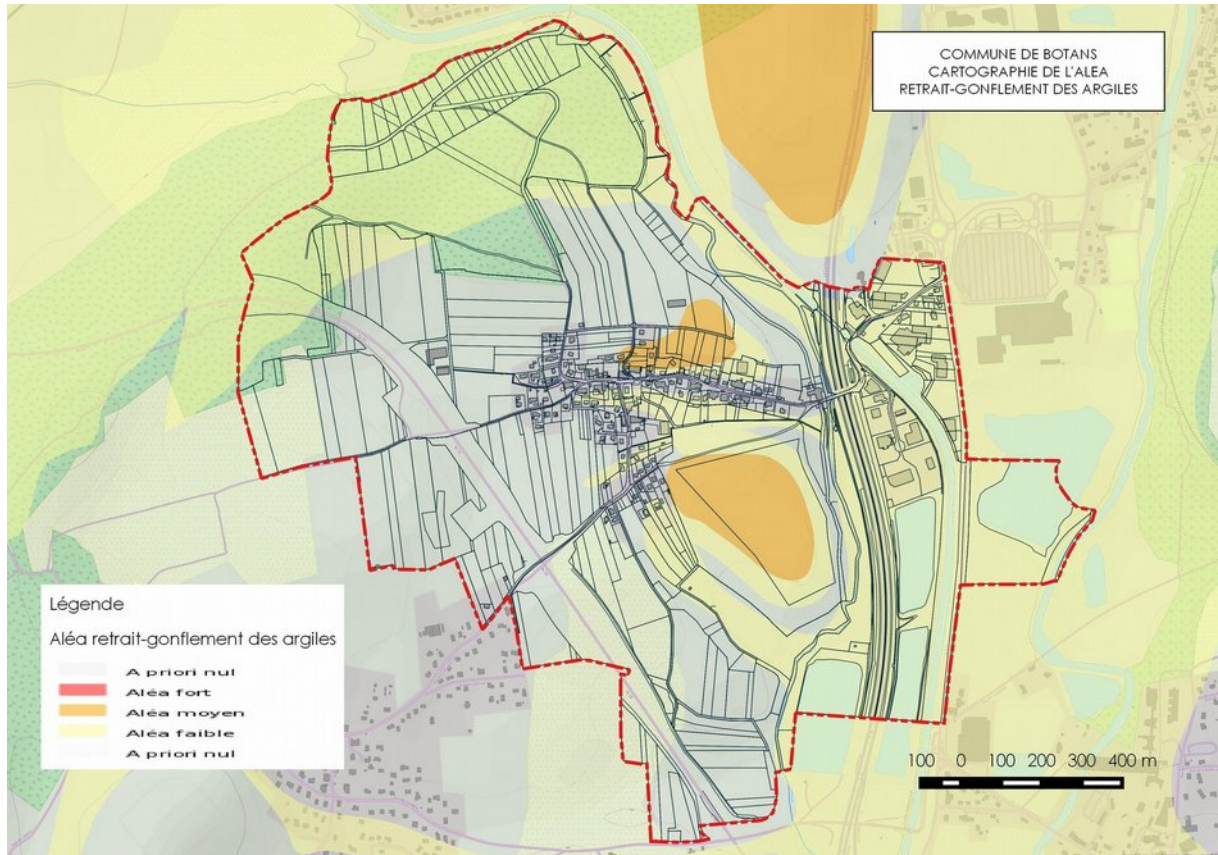 COMMUNE DE BOTANS
CARTOGRAPHIE DE L'ALEA
RETRAIT-GONFLEMENT DES ARGILES
Légende
Aléa retrait-gonflement des argiles
A priori nul
Aléa fort
Aléa moyen
Aléa faible
A priori nul
100 0 100 200 300 400 m